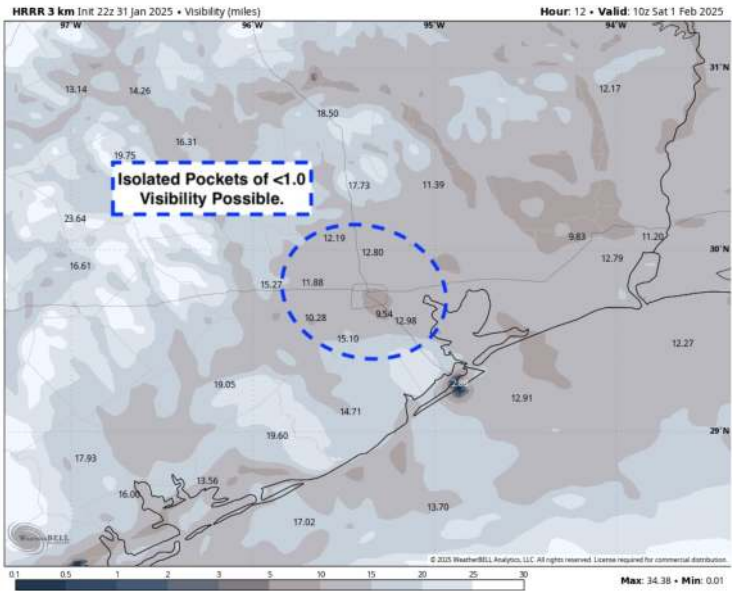 HRRR 3 km Init 22z 31 Jan 2025 • Visibility (miles)
Hour: 12 • Valid: 10z Sat 1 Feb 2025
97°W 96°W 95°W 94°W
31°N
13.14 14.26 12.17
18.50
16.31
19.75
Isolated Pockets of <1.0
Visibility Possible.
17.73 11.39
23.64
12.19 9.83 11.20
12.80 30°N
16.61 12.79
15.27 11.88
10.28 9.54 12.98
15.10 12.27
19.05
12.91
14.71
19.60 29°N
17.93
13.56
16.00
13.70
17.02
WeatherBELL
© 2025 WeatherBELL Analytics, LLC. All rights reserved. License required for commercial distribution.
0.1 0.5 1 2 3 5 10 15 20 25 30
Max: 34.38 • Min: 0.01